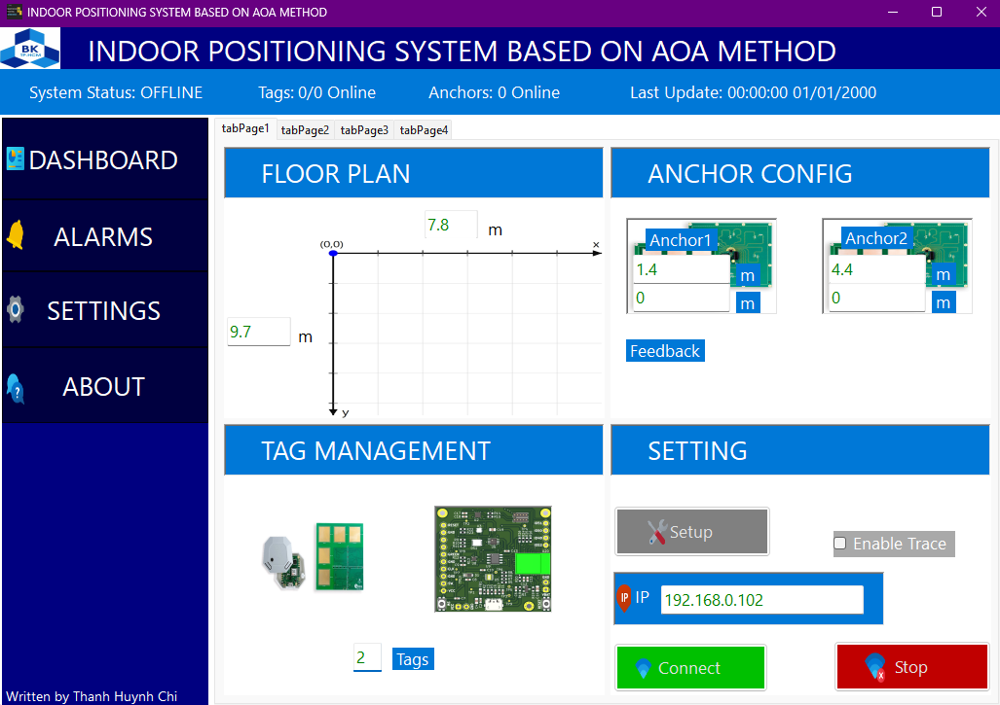 INDOOR POSITIONING SYSTEM BASED ON AOA METHOD
BK
TP.HCM
INDOOR POSITIONING SYSTEM BASED ON AOA METHOD
System Status: OFFLINE
Tags: 0/0 Online
Anchors: 0 Online
Last Update: 00:00:00 01/01/2000
DASHBOARD
ALARMS
SETTINGS
ABOUT
Written by Thanh Huynh Chi
tabPage1
tabPage2
tabPage3
tabPage4
FLOOR PLAN
7.8
m
(0,0)
x
9.7
m
y
ANCHOR CONFIG
Anchor1
1.4
m
0
m
Anchor2
4.4
m
0
m
Feedback
TAG MANAGEMENT
2
Tags
SETTING
Setup
Enable Trace
IP
IP
192.168.0.102
Connect
Stop